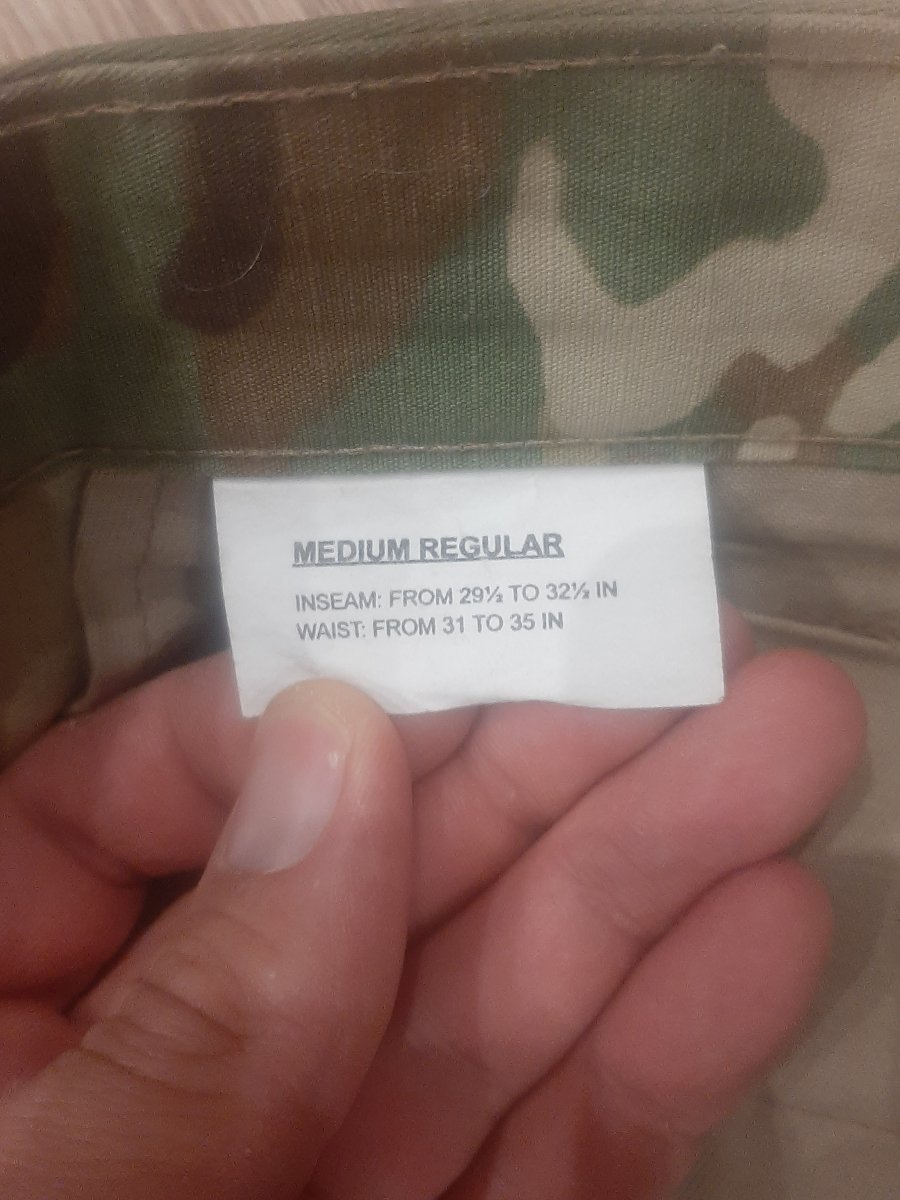 MEDIUM REGULAR
INSEAM: FROM 29½ TO 32½ IN
WAIST: FROM 31 TO 35 IN